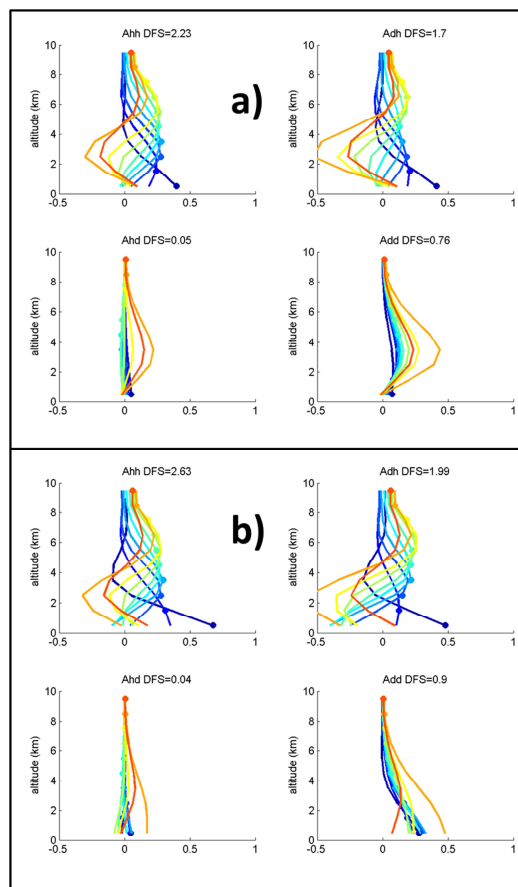 Ahh DFS=2.23
Adh DFS=1.7
10
8
6
4
2
0
altitude (km)
-0.5 0 0.5 1
10
8
6
4
2
0
altitude (km)
-0.5 0 0.5 1
a)
Ahd DFS=0.05
Add DFS=0.76
10
8
6
4
2
0
altitude (km)
-0.5 0 0.5 1
10
8
6
4
2
0
altitude (km)
-0.5 0 0.5 1
Ahh DFS=2.63
Adh DFS=1.99
10
8
6
4
2
0
altitude (km)
-0.5 0 0.5 1
10
8
6
4
2
0
altitude (km)
-0.5 0 0.5 1
b)
Ahd DFS=0.04
Add DFS=0.9
10
8
6
4
2
0
altitude (km)
-0.5 0 0.5 1
10
8
6
4
2
0
altitude (km)
-0.5 0 0.5 1